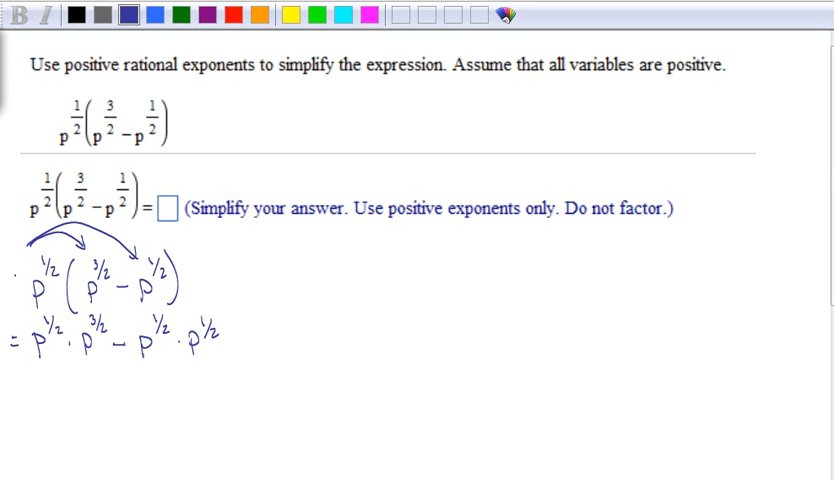 B I
Use positive rational exponents to simplify the expression. Assume that all variables are positive.
p^(1/2)(p^(3/2) − p^(1/2))
p^(1/2)(p^(3/2) − p^(1/2)) = (Simplify your answer. Use positive exponents only. Do not factor.)
p^(1/2)(p^(3/2) − p^(1/2))
= p^(1/2) · p^(3/2) − p^(1/2) · p^(1/2)